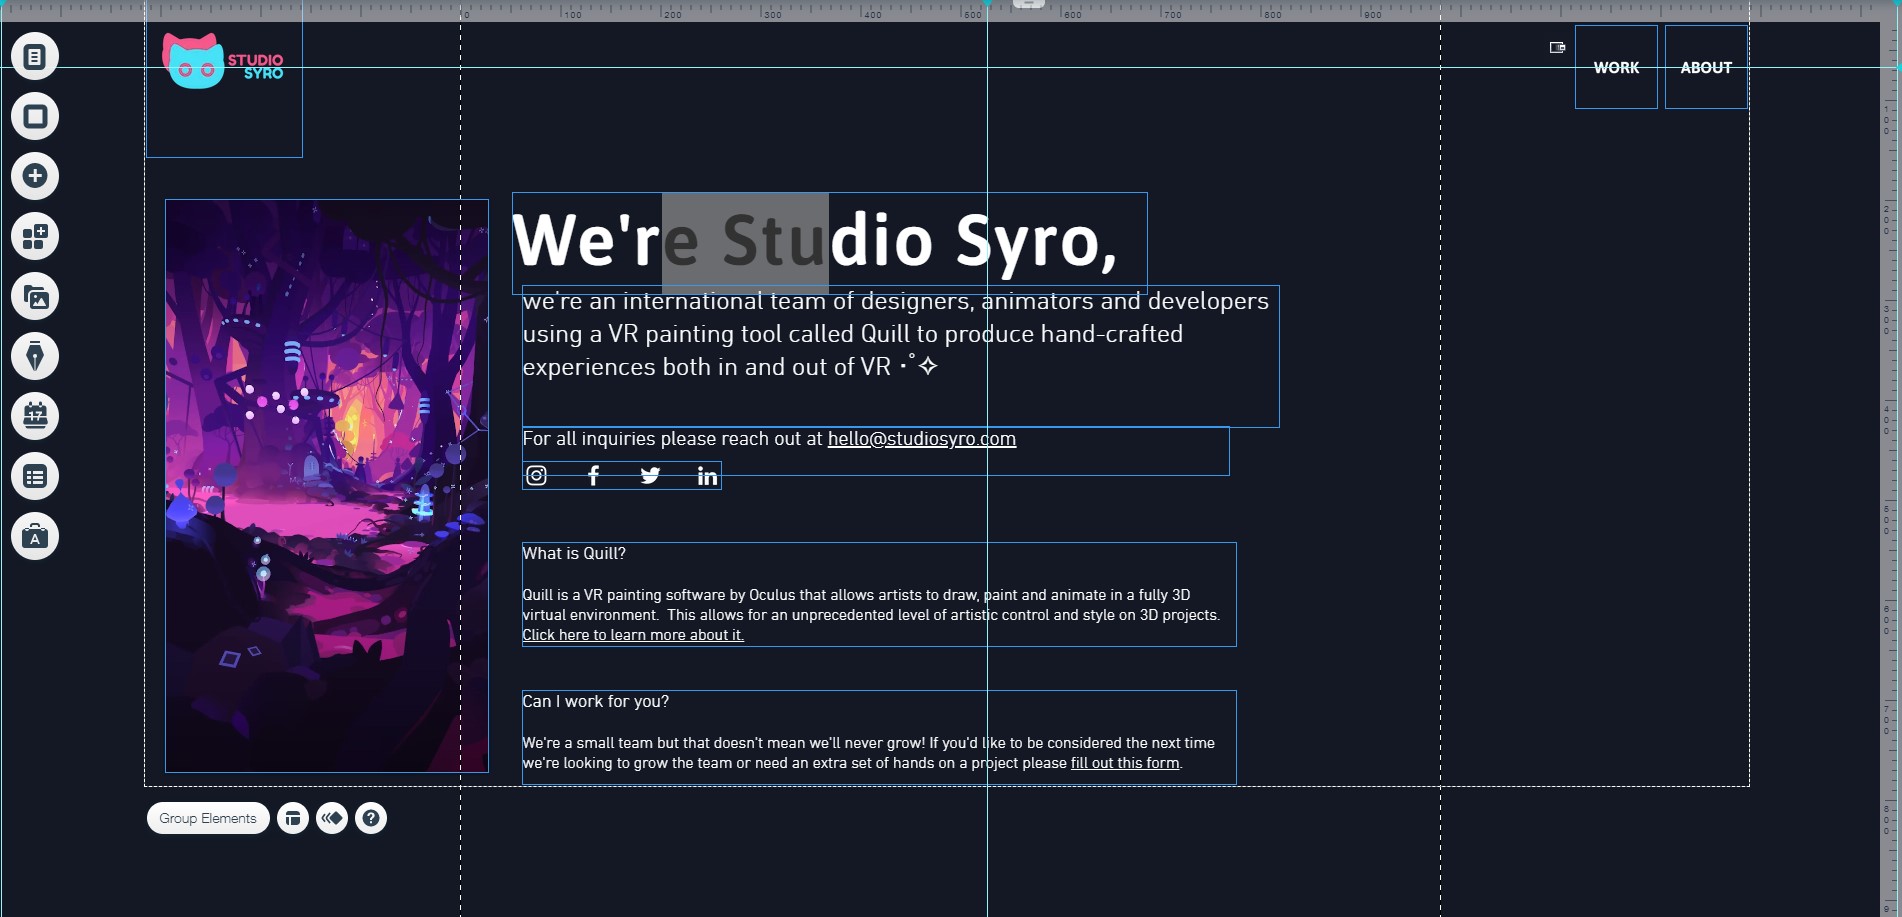 0 100 200 300 400 500 600 700 800 900
STUDIO
SYRO
WORK
ABOUT
We're Studio Syro,
we're an international team of designers, animators and developers
using a VR painting tool called Quill to produce hand-crafted
experiences both in and out of VR ･ﾟ✧
For all inquiries please reach out at hello@studiosyro.com
What is Quill?
Quill is a VR painting software by Oculus that allows artists to draw, paint and animate in a fully 3D
virtual environment.  This allows for an unprecedented level of artistic control and style on 3D projects.
Click here to learn more about it.
Can I work for you?
We're a small team but that doesn't mean we'll never grow! If you'd like to be considered the next time
we're looking to grow the team or need an extra set of hands on a project please fill out this form.
17
A
Group Elements
100
200
300
400
500
600
700
800